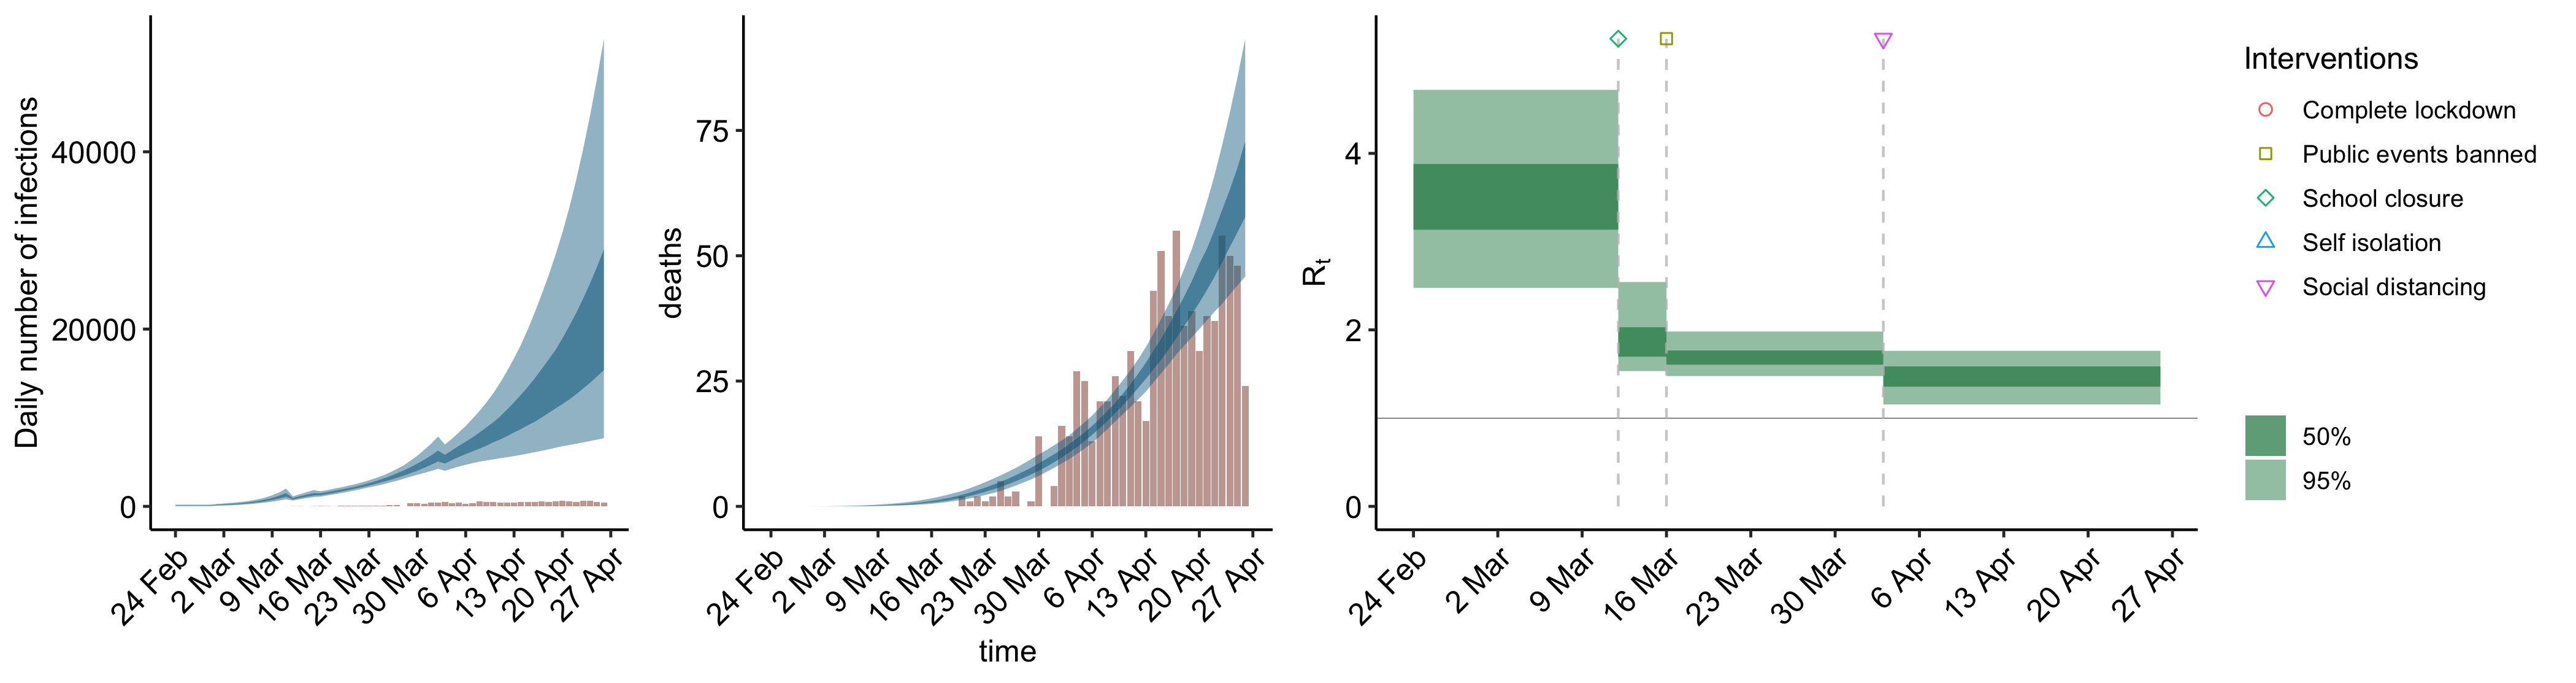 Daily number of infections
40000
20000
0
24 Feb
2 Mar
9 Mar
16 Mar
23 Mar
30 Mar
6 Apr
13 Apr
20 Apr
27 Apr
deaths
75
50
25
0
24 Feb
2 Mar
9 Mar
16 Mar
23 Mar
30 Mar
6 Apr
13 Apr
20 Apr
27 Apr
time
Rt
4
2
0
24 Feb
2 Mar
9 Mar
16 Mar
23 Mar
30 Mar
6 Apr
13 Apr
20 Apr
27 Apr
Interventions
Complete lockdown
Public events banned
School closure
Self isolation
Social distancing
50%
95%